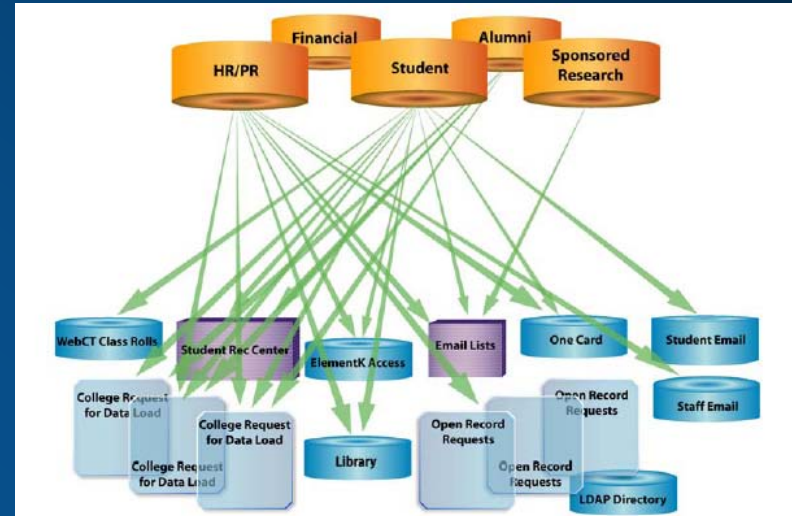 Financial
Alumni
HR/PR
Student
Sponsored
Research
WebCT Class Rolls
Student Rec Center
ElementK Access
Email Lists
One Card
Student Email
College Request
for Data Load
College Request
for Data Load
College Request
for Data Load
Library
Open Record
Requests
Open Record
Requests
Open Record
Requests
Staff Email
LDAP Directory